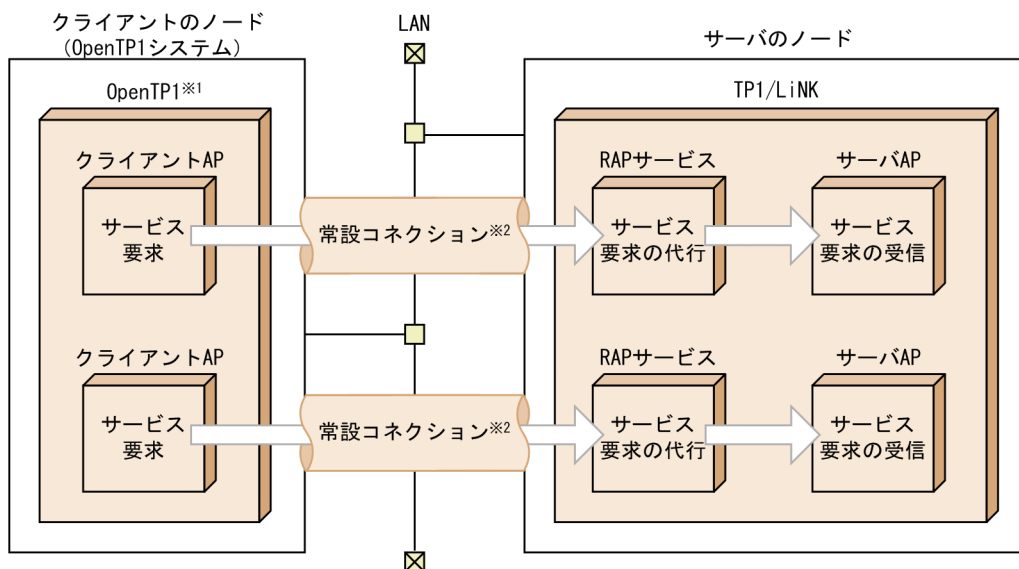 クライアントのノード
(OpenTP1システム)
LAN
サーバのノード
OpenTP1※1
TP1/LiNK
クライアントAP
RAPサービス
サーバAP
サービス
要求
常設コネクション※2
サービス
要求の代行
サービス
要求の受信
クライアントAP
RAPサービス
サーバAP
サービス
要求
常設コネクション※2
サービス
要求の代行
サービス
要求の受信